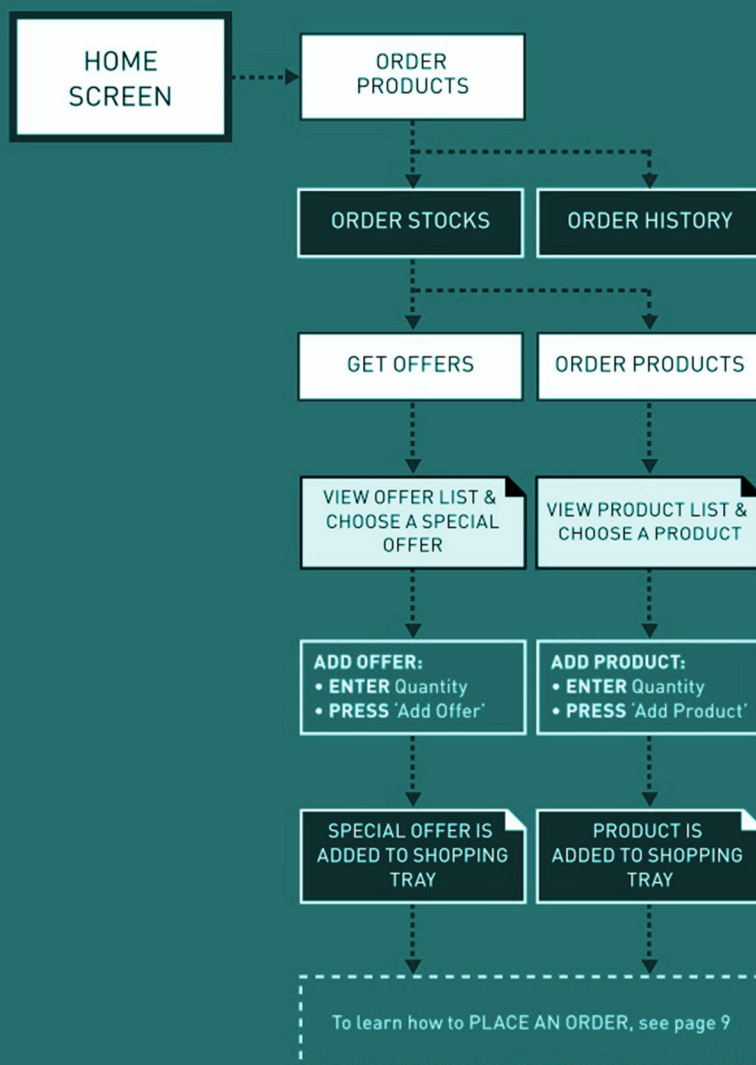 HOME
SCREEN
ORDER
PRODUCTS
ORDER STOCKS
ORDER HISTORY
GET OFFERS
ORDER PRODUCTS
VIEW OFFER LIST &
CHOOSE A SPECIAL
OFFER
VIEW PRODUCT LIST &
CHOOSE A PRODUCT
ADD OFFER:
• ENTER Quantity
• PRESS 'Add Offer'
ADD PRODUCT:
• ENTER Quantity
• PRESS 'Add Product'
SPECIAL OFFER IS
ADDED TO SHOPPING
TRAY
PRODUCT IS
ADDED TO SHOPPING
TRAY
To learn how to PLACE AN ORDER, see page 9